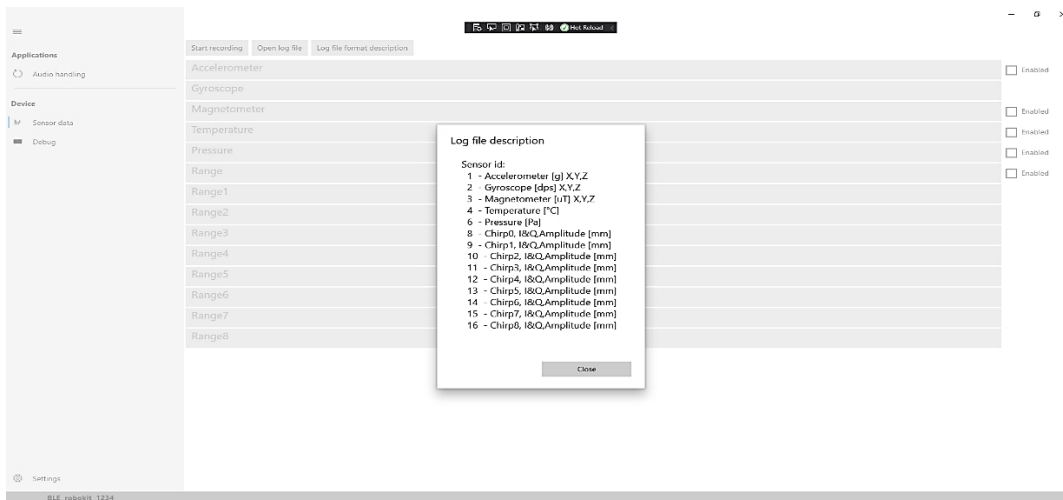 Hot Reload
Applications
Audio handling
Device
Sensor data
Debug
Settings
BLE_robokit_1234
Start recording Open log file Log file format description
Accelerometer Enabled
Gyroscope
Magnetometer Enabled
Temperature Enabled
Pressure Enabled
Range Enabled
Range1
Range2
Range3
Range4
Range5
Range6
Range7
Range8
Log file description
Sensor id:
1 - Accelerometer [g] X,Y,Z
2 - Gyroscope [dps] X,Y,Z
3 - Magnetometer [uT] X,Y,Z
4 - Temperature [°C]
6 - Pressure [Pa]
8 - Chirp0, I&Q,Amplitude [mm]
9 - Chirp1, I&Q,Amplitude [mm]
10 - Chirp2, I&Q,Amplitude [mm]
11 - Chirp3, I&Q,Amplitude [mm]
12 - Chirp4, I&Q,Amplitude [mm]
13 - Chirp5, I&Q,Amplitude [mm]
14 - Chirp6, I&Q,Amplitude [mm]
15 - Chirp7, I&Q,Amplitude [mm]
16 - Chirp8, I&Q,Amplitude [mm]
Close